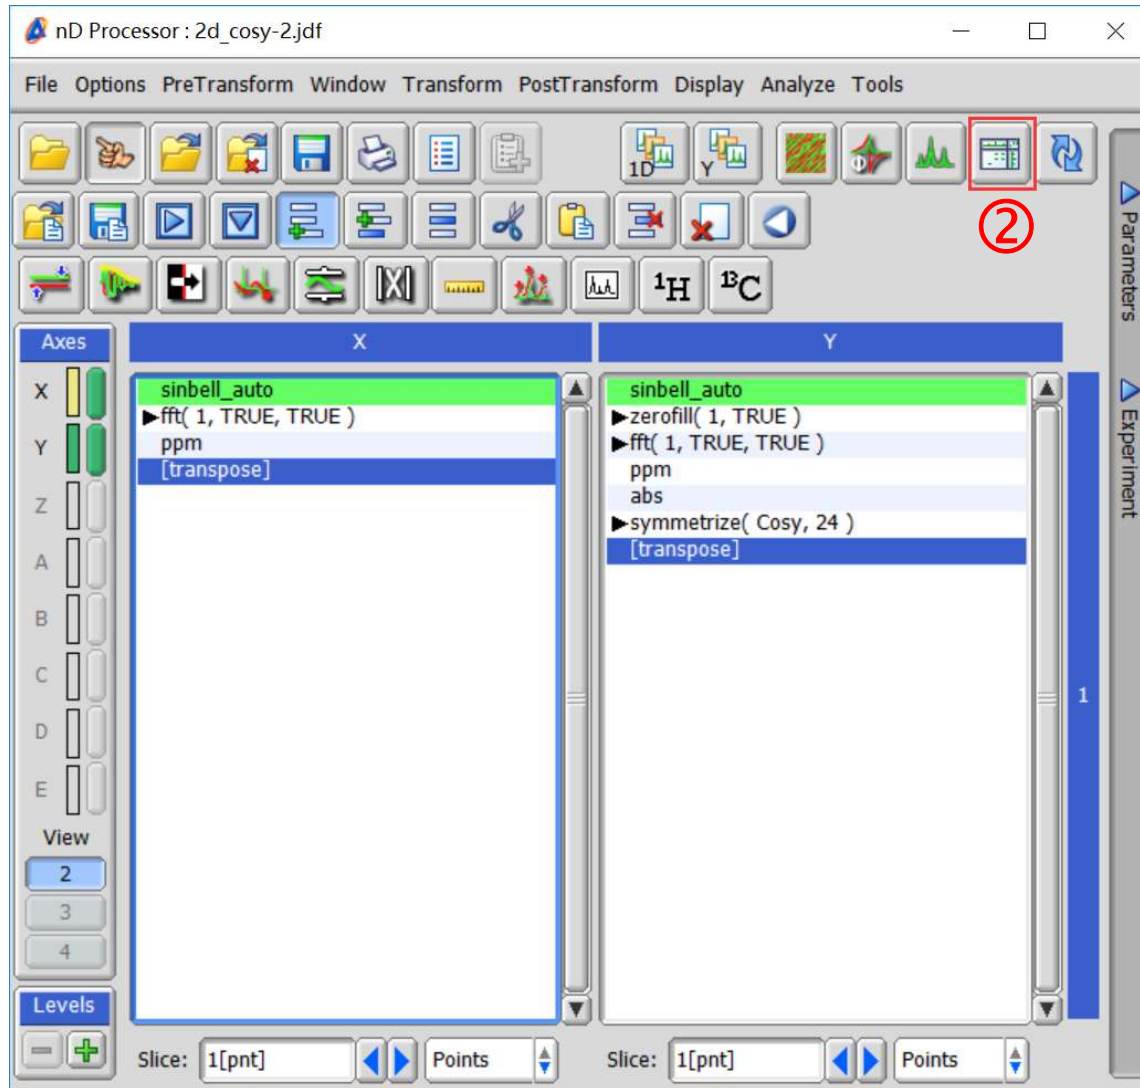 nD Processor : 2d_cosy-2.jdf
File Options PreTransform Window Transform PostTransform Display Analyze Tools
1D Y Φ
②
|X| ¹H ¹³C
Parameters
Experiment
Axes
X
Y
Z
A
B
C
D
E
View
2
3
4
Levels
X
sinbell_auto
▶fft( 1, TRUE, TRUE )
ppm
[transpose]
Slice: 1[pnt] Points
Y
sinbell_auto
▶zerofill( 1, TRUE )
▶fft( 1, TRUE, TRUE )
ppm
abs
▶symmetrize( Cosy, 24 )
[transpose]
1
Slice: 1[pnt] Points